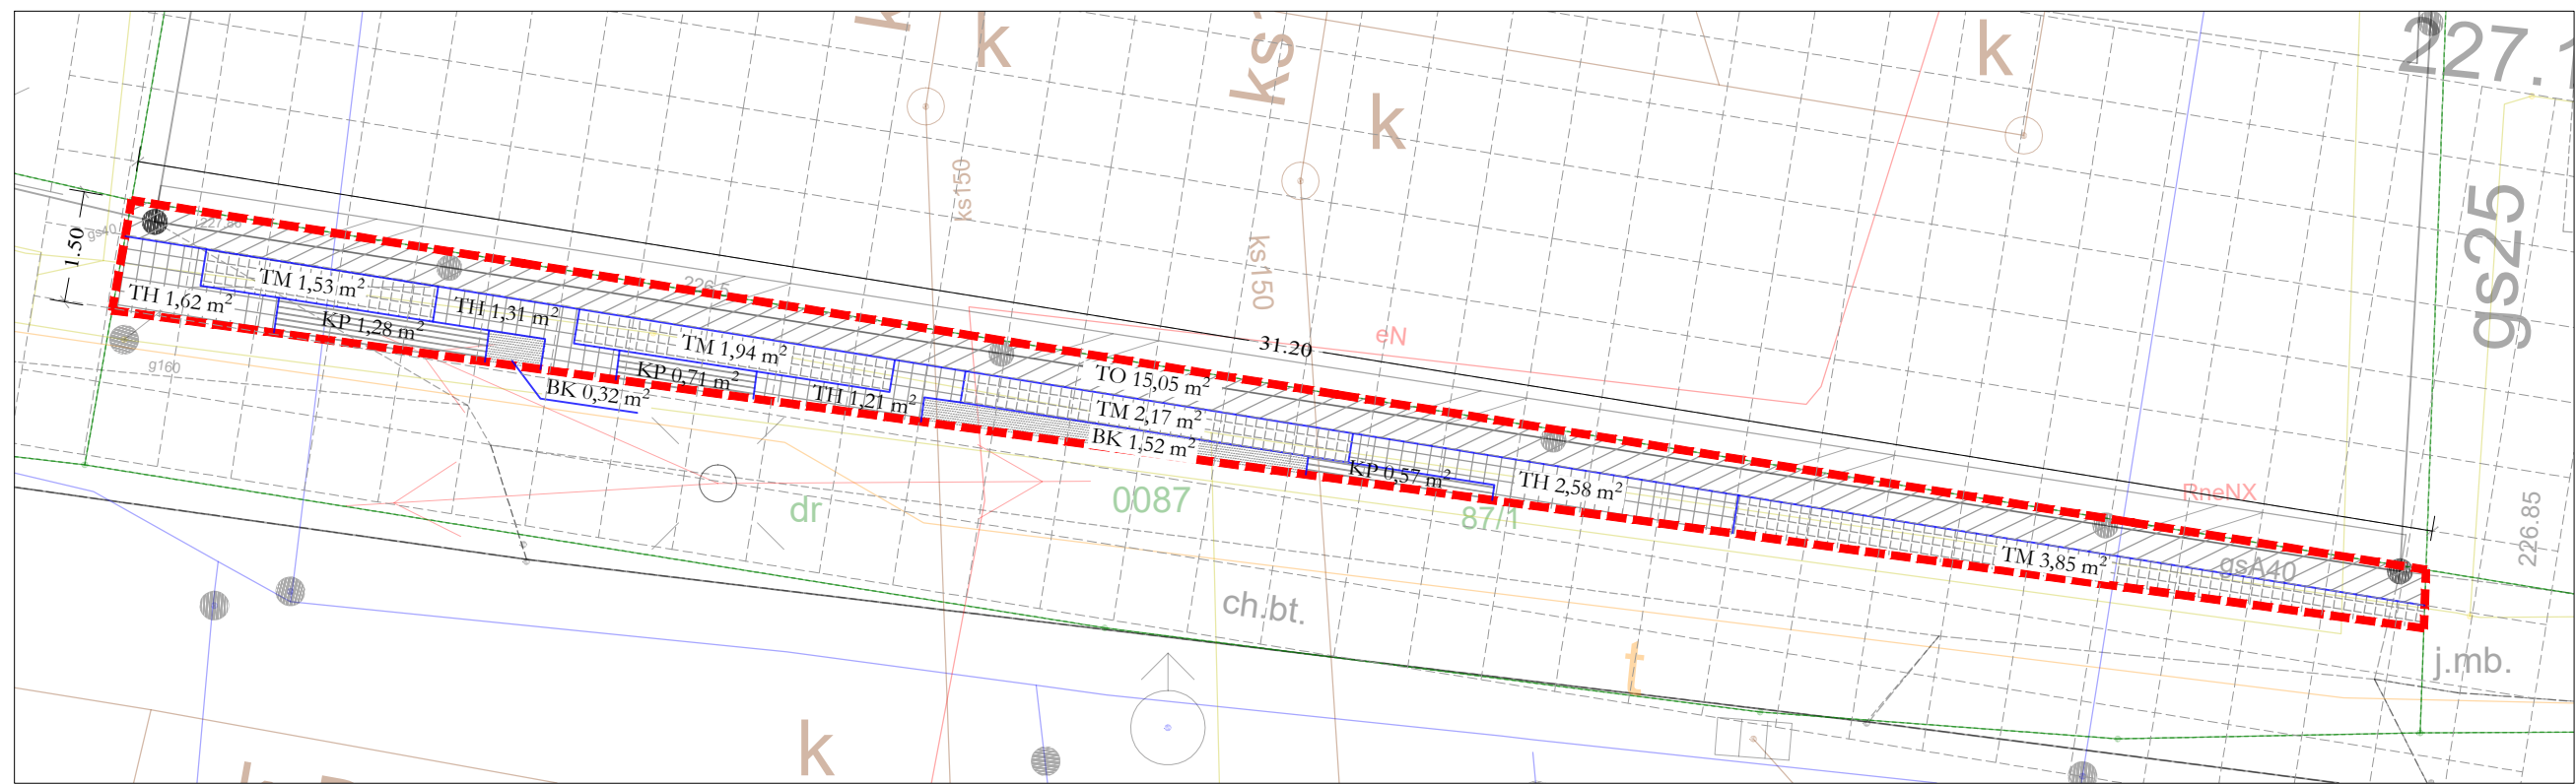 k
k
k
227.1
ks
k
ks150
ks150
gs25
1.50
gs40
226.5
TM 1,53 m²
TH 1,62 m²
TH 1,31 m²
KP 1,28 m²
g160
TM 1,94 m²
KP 0,71 m²
BK 0,32 m²
TH 1,21 m²
31.20
eN
TO 15,05 m²
TM 2,17 m²
BK 1,52 m²
KP 0,57 m²
TH 2,58 m²
RneNX
TM 3,85 m²
gsA40
226.85
dr
0087
87/1
ch.bt.
t
j.mb.
k